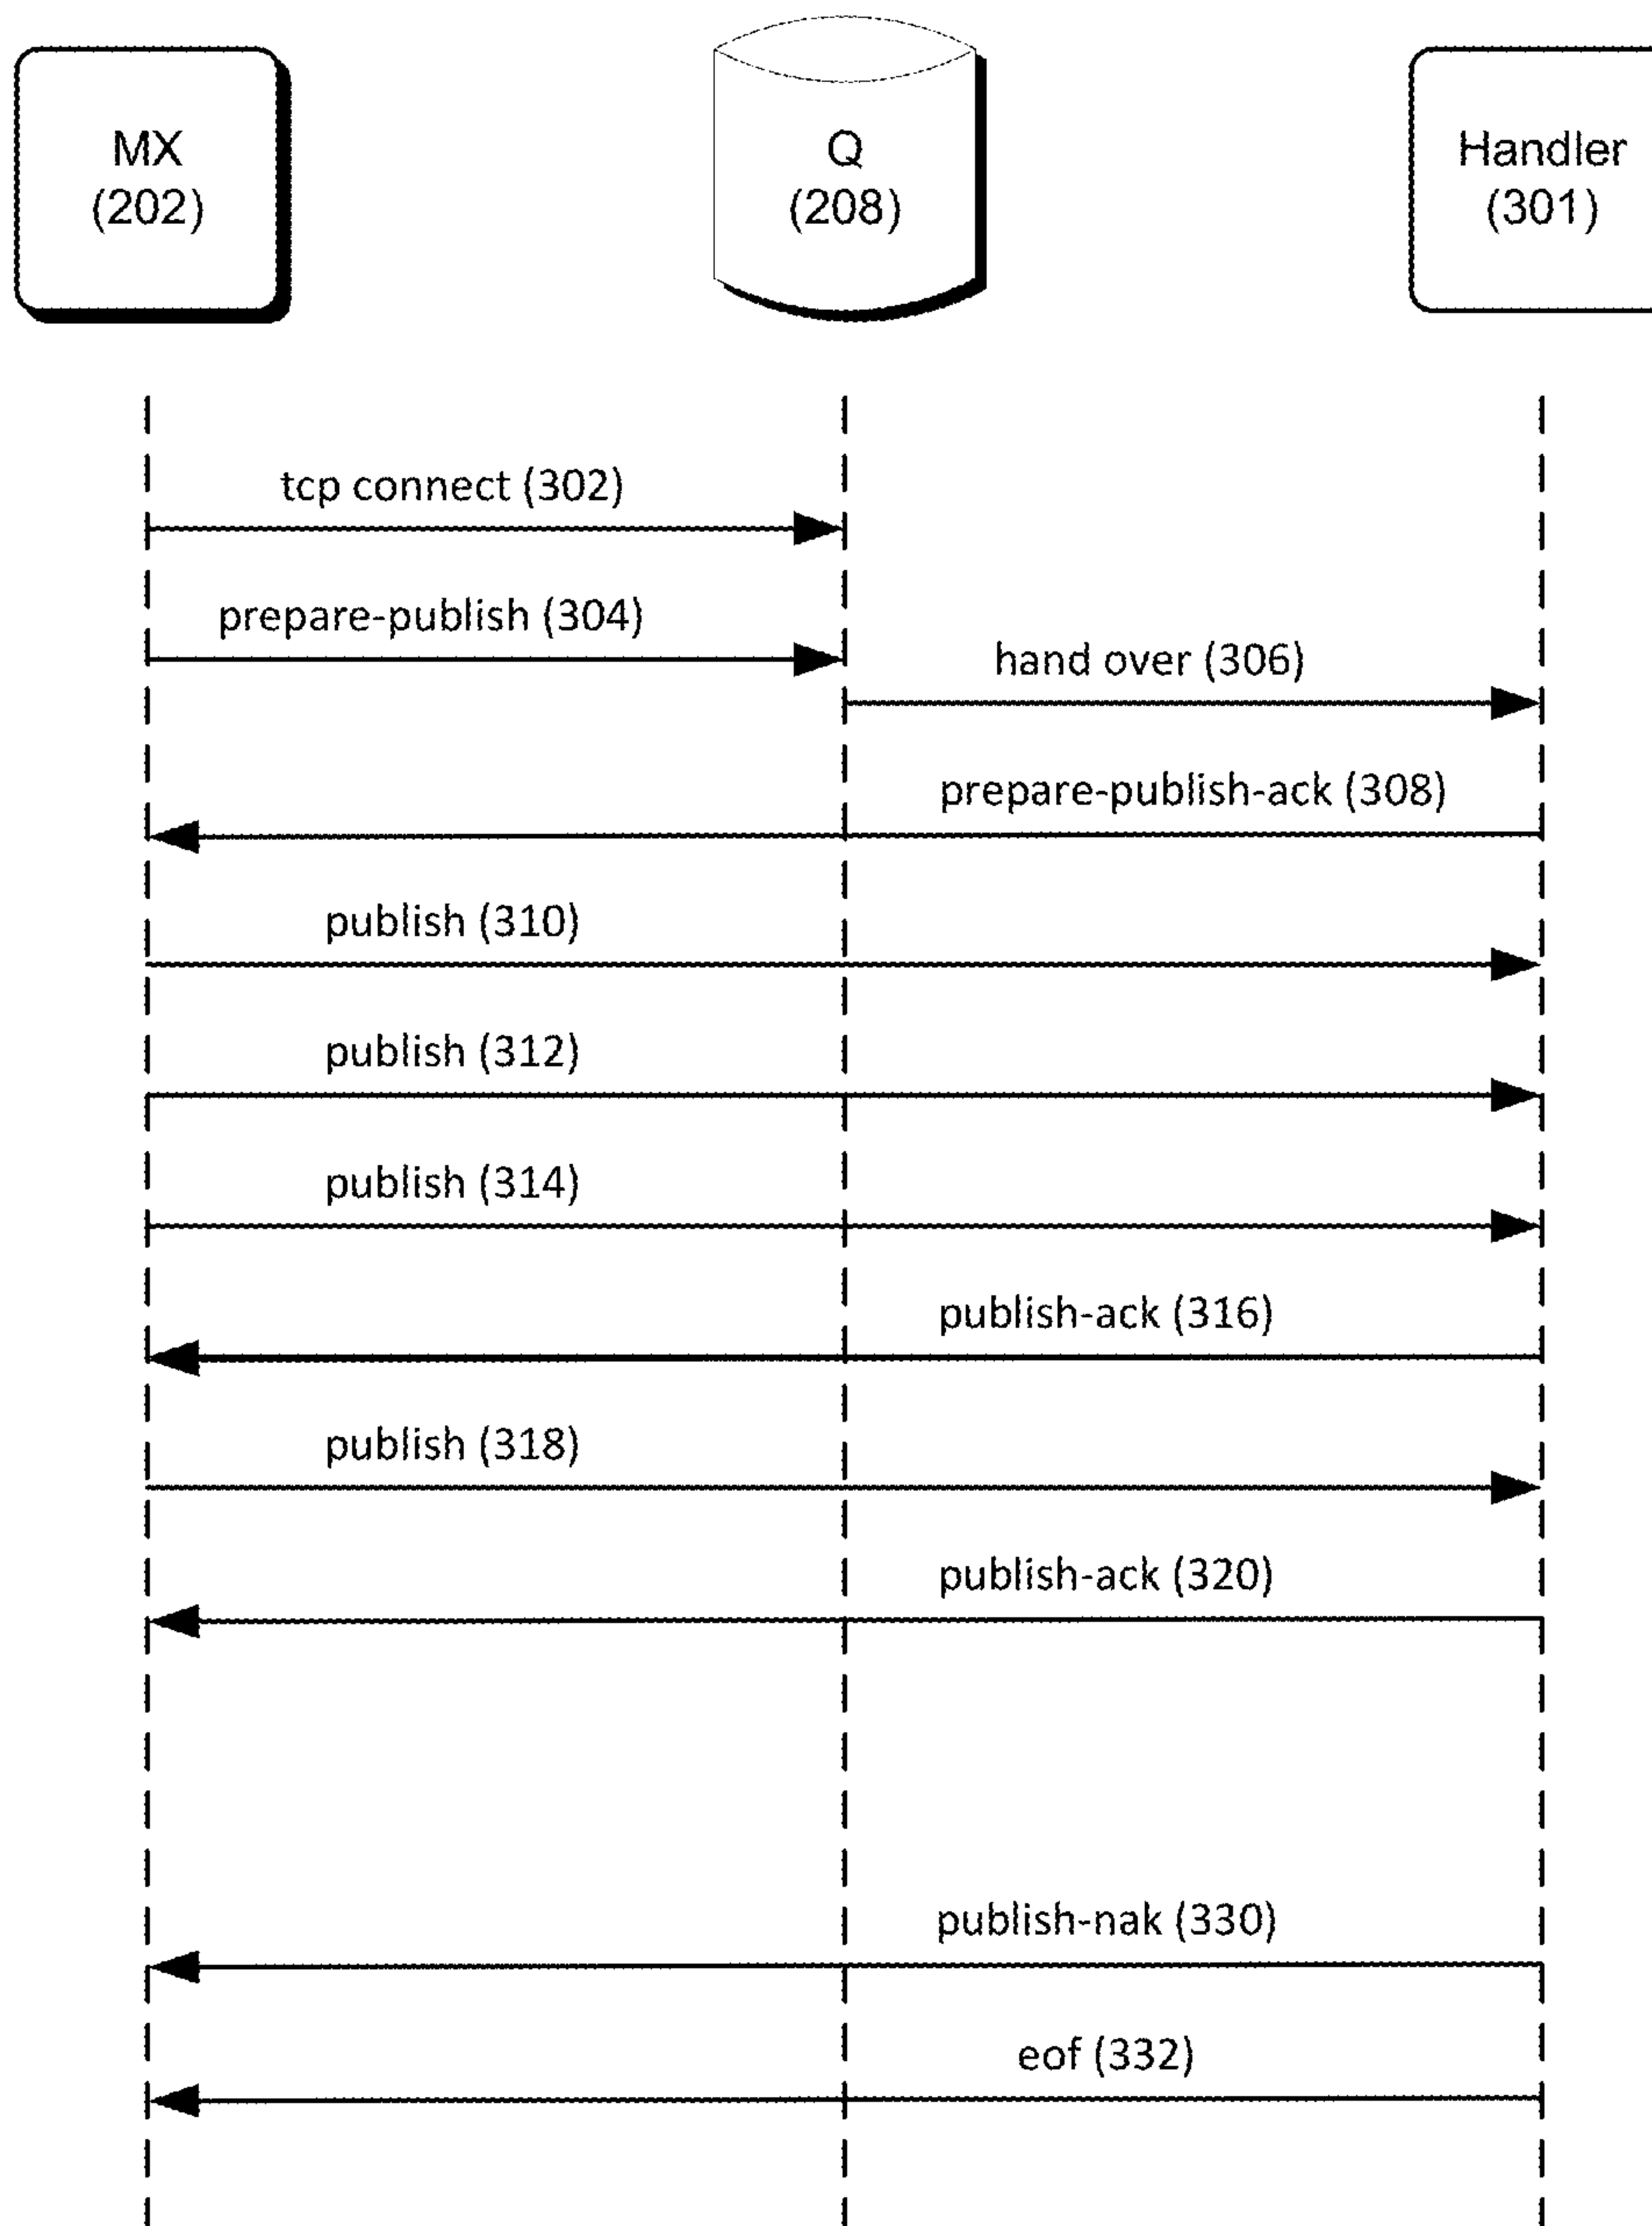 MX
(202)
Q
(208)
Handler
(301)
tcp connect (302)
prepare-publish (304)
hand over (306)
prepare-publish-ack (308)
publish (310)
publish (312)
publish (314)
publish-ack (316)
publish (318)
publish-ack (320)
publish-nak (330)
eof (332)